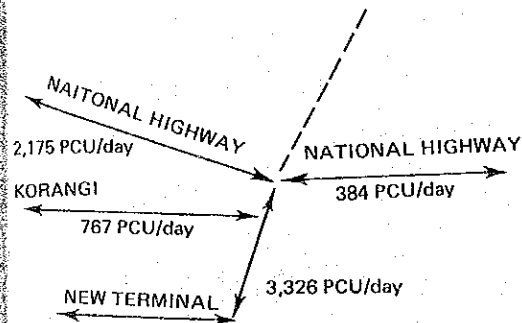 NAITONAL HIGHWAY
2,175 PCU/day
NATIONAL HIGHWAY
384 PCU/day
KORANGI
767 PCU/day
3,326 PCU/day
NEW TERMINAL